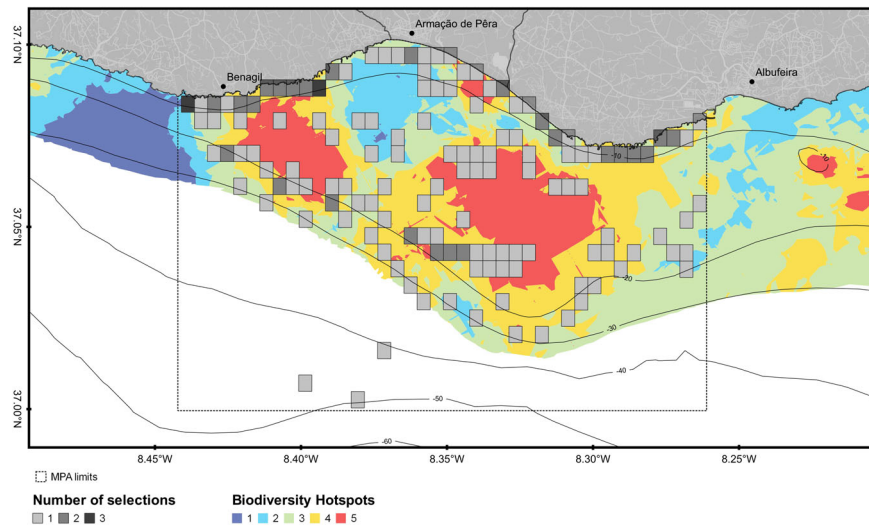 Armação de Pêra
37.10°N
Benagil
Albufeira
-10
-10
37.05°N
-20
-30
-40
37.00°N
-50
-60
8.45°W 8.40°W 8.35°W 8.30°W 8.25°W
MPA limits
Number of selections Biodiversity Hotspots
1 2 3 1 2 3 4 5